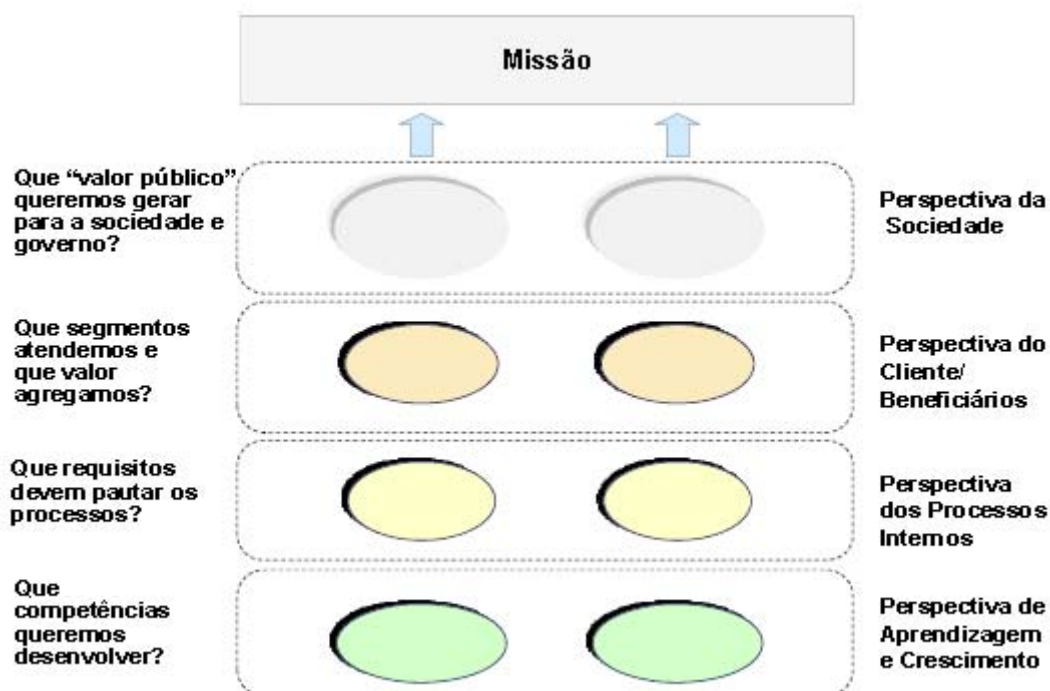 Missão
Que “valor público”
queremos gerar
para a sociedade e
governo?
Perspectiva da
Sociedade
Que segmentos
atendemos e
que valor
agregamos?
Perspectiva do
Cliente/
Beneficiários
Que requisitos
devem pautar os
processos?
Perspectiva
dos Processos
Internos
Que
competências
queremos
desenvolver?
Perspectiva de
Aprendizagem
e Crescimento